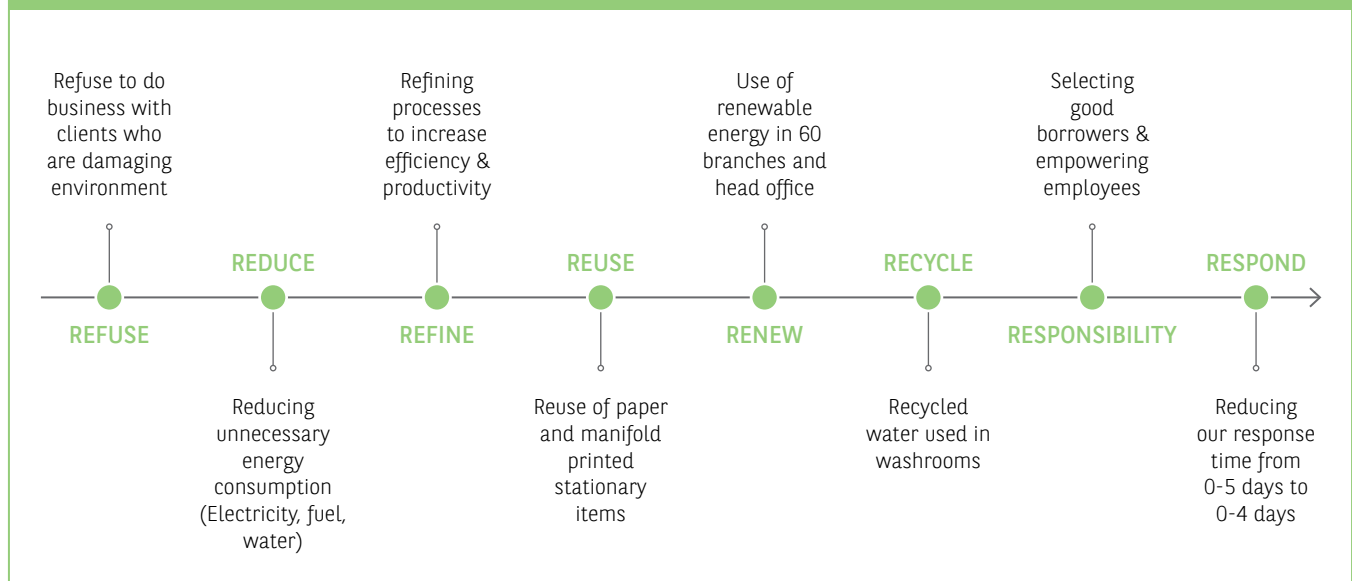 Refuse to do
business with
clients who
are damaging
environment
REFUSE
REDUCE
Reducing
unnecessary
energy
consumption
(Electricity, fuel,
water)
Refining
processes
to increase
efficiency &
productivity
REFINE
REUSE
Reuse of paper
and manifold
printed
stationary
items
Use of
renewable
energy in 60
branches and
head office
RENEW
RECYCLE
Recycled
water used in
washrooms
Selecting
good
borrowers &
empowering
employees
RESPONSIBILITY
RESPOND
Reducing
our response
time from
0-5 days to
0-4 days